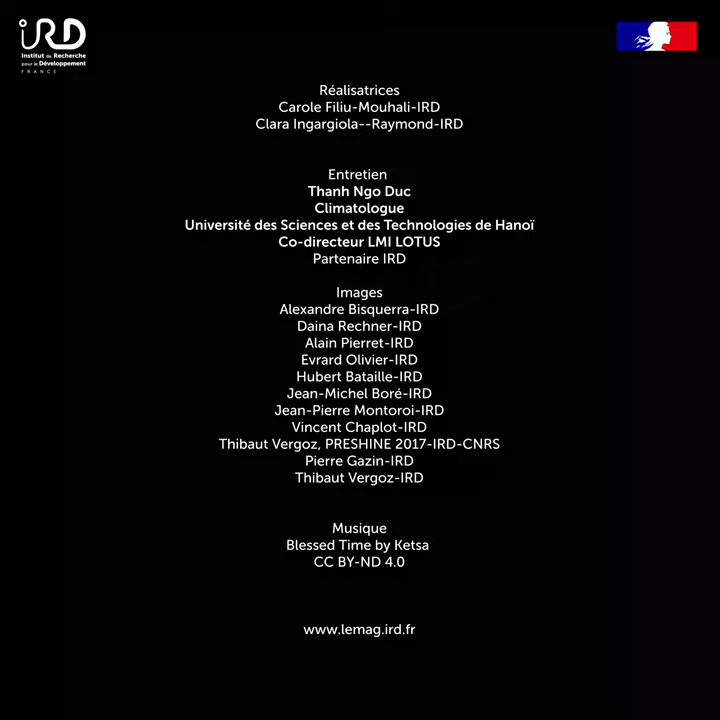 iRD
Institut de Recherche
pour le Développement
FRANCE
Réalisatrices
Carole Filiu-Mouhali-IRD
Clara Ingargiola--Raymond-IRD
Entretien
Thanh Ngo Duc
Climatologue
Université des Sciences et des Technologies de Hanoï
Co-directeur LMI LOTUS
Partenaire IRD
Images
Alexandre Bisquerra-IRD
Daina Rechner-IRD
Alain Pierret-IRD
Evrard Olivier-IRD
Hubert Bataille-IRD
Jean-Michel Boré-IRD
Jean-Pierre Montoroi-IRD
Vincent Chaplot-IRD
Thibaut Vergoz, PRESHINE 2017-IRD-CNRS
Pierre Gazin-IRD
Thibaut Vergoz-IRD
Musique
Blessed Time by Ketsa
CC BY-ND 4.0
www.lemag.ird.fr